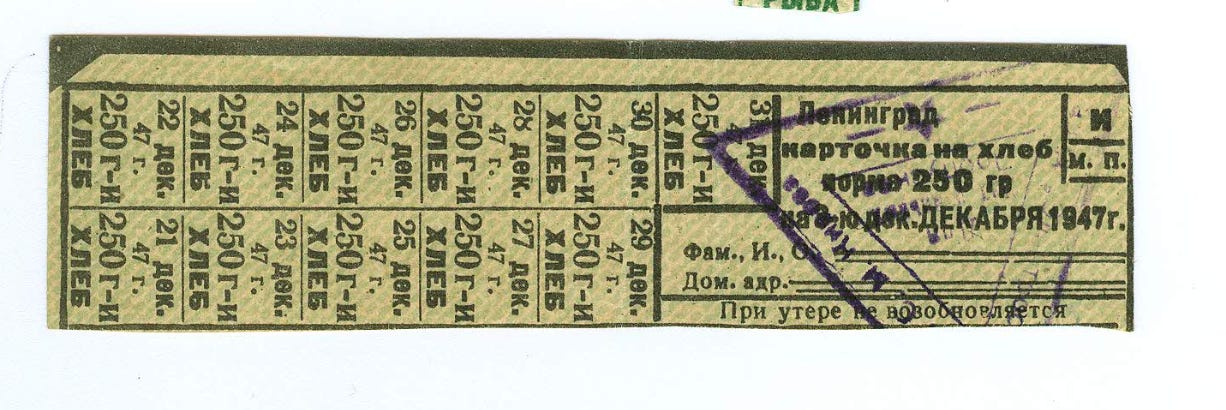 РЫБА
Ленинград
карточка на хлеб
норма 250 гр
дек. ДЕКАБРЯ 1947г.
И
М. П.
Фам., И., О.
Дом. адр.
При утере не возобновляется
31 дек.
250 г-и
30 дек.
47 г.
250 г-и
ХЛЕБ
28 дек.
47 г.
250 г-и
ХЛЕБ
26 дек.
47 г.
250 г-и
ХЛЕБ
24 дек.
47 г.
250 г-и
ХЛЕБ
22 дек.
47 г.
250 г-и
ХЛЕБ
29 дек.
47 г.
250 г-и
ХЛЕБ
27 дек.
47 г.
250 г-и
ХЛЕБ
25 дек.
47 г.
250 г-и
ХЛЕБ
23 дек.
47 г.
250 г-и
ХЛЕБ
21 дек.
47 г.
250 г-и
ХЛЕБ